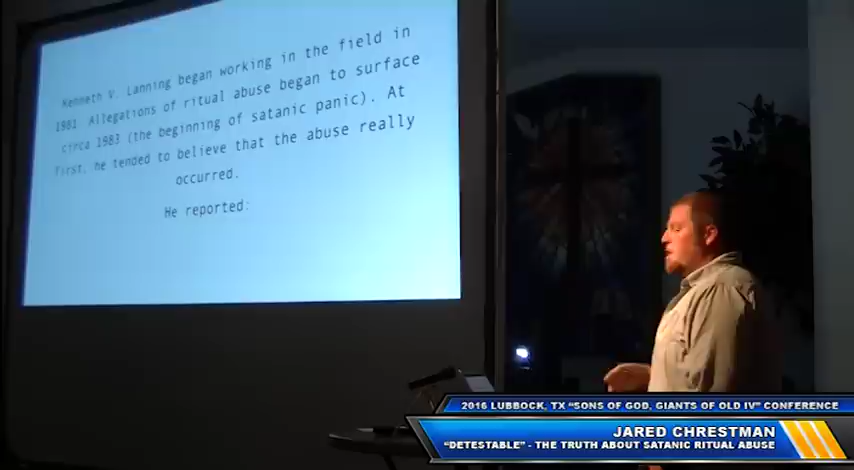 Kenneth V. Lanning began working in the field in
1981. Allegations of ritual abuse began to surface
circa 1983 (the beginning of satanic panic). At
first, he tended to believe that the abuse really
occurred.
He reported:
2016 LUBBOCK, TX "SONS OF GOD, GIANTS OF OLD IV" CONFERENCE
JARED CHRESTMAN
"DETESTABLE" - THE TRUTH ABOUT SATANIC RITUAL ABUSE